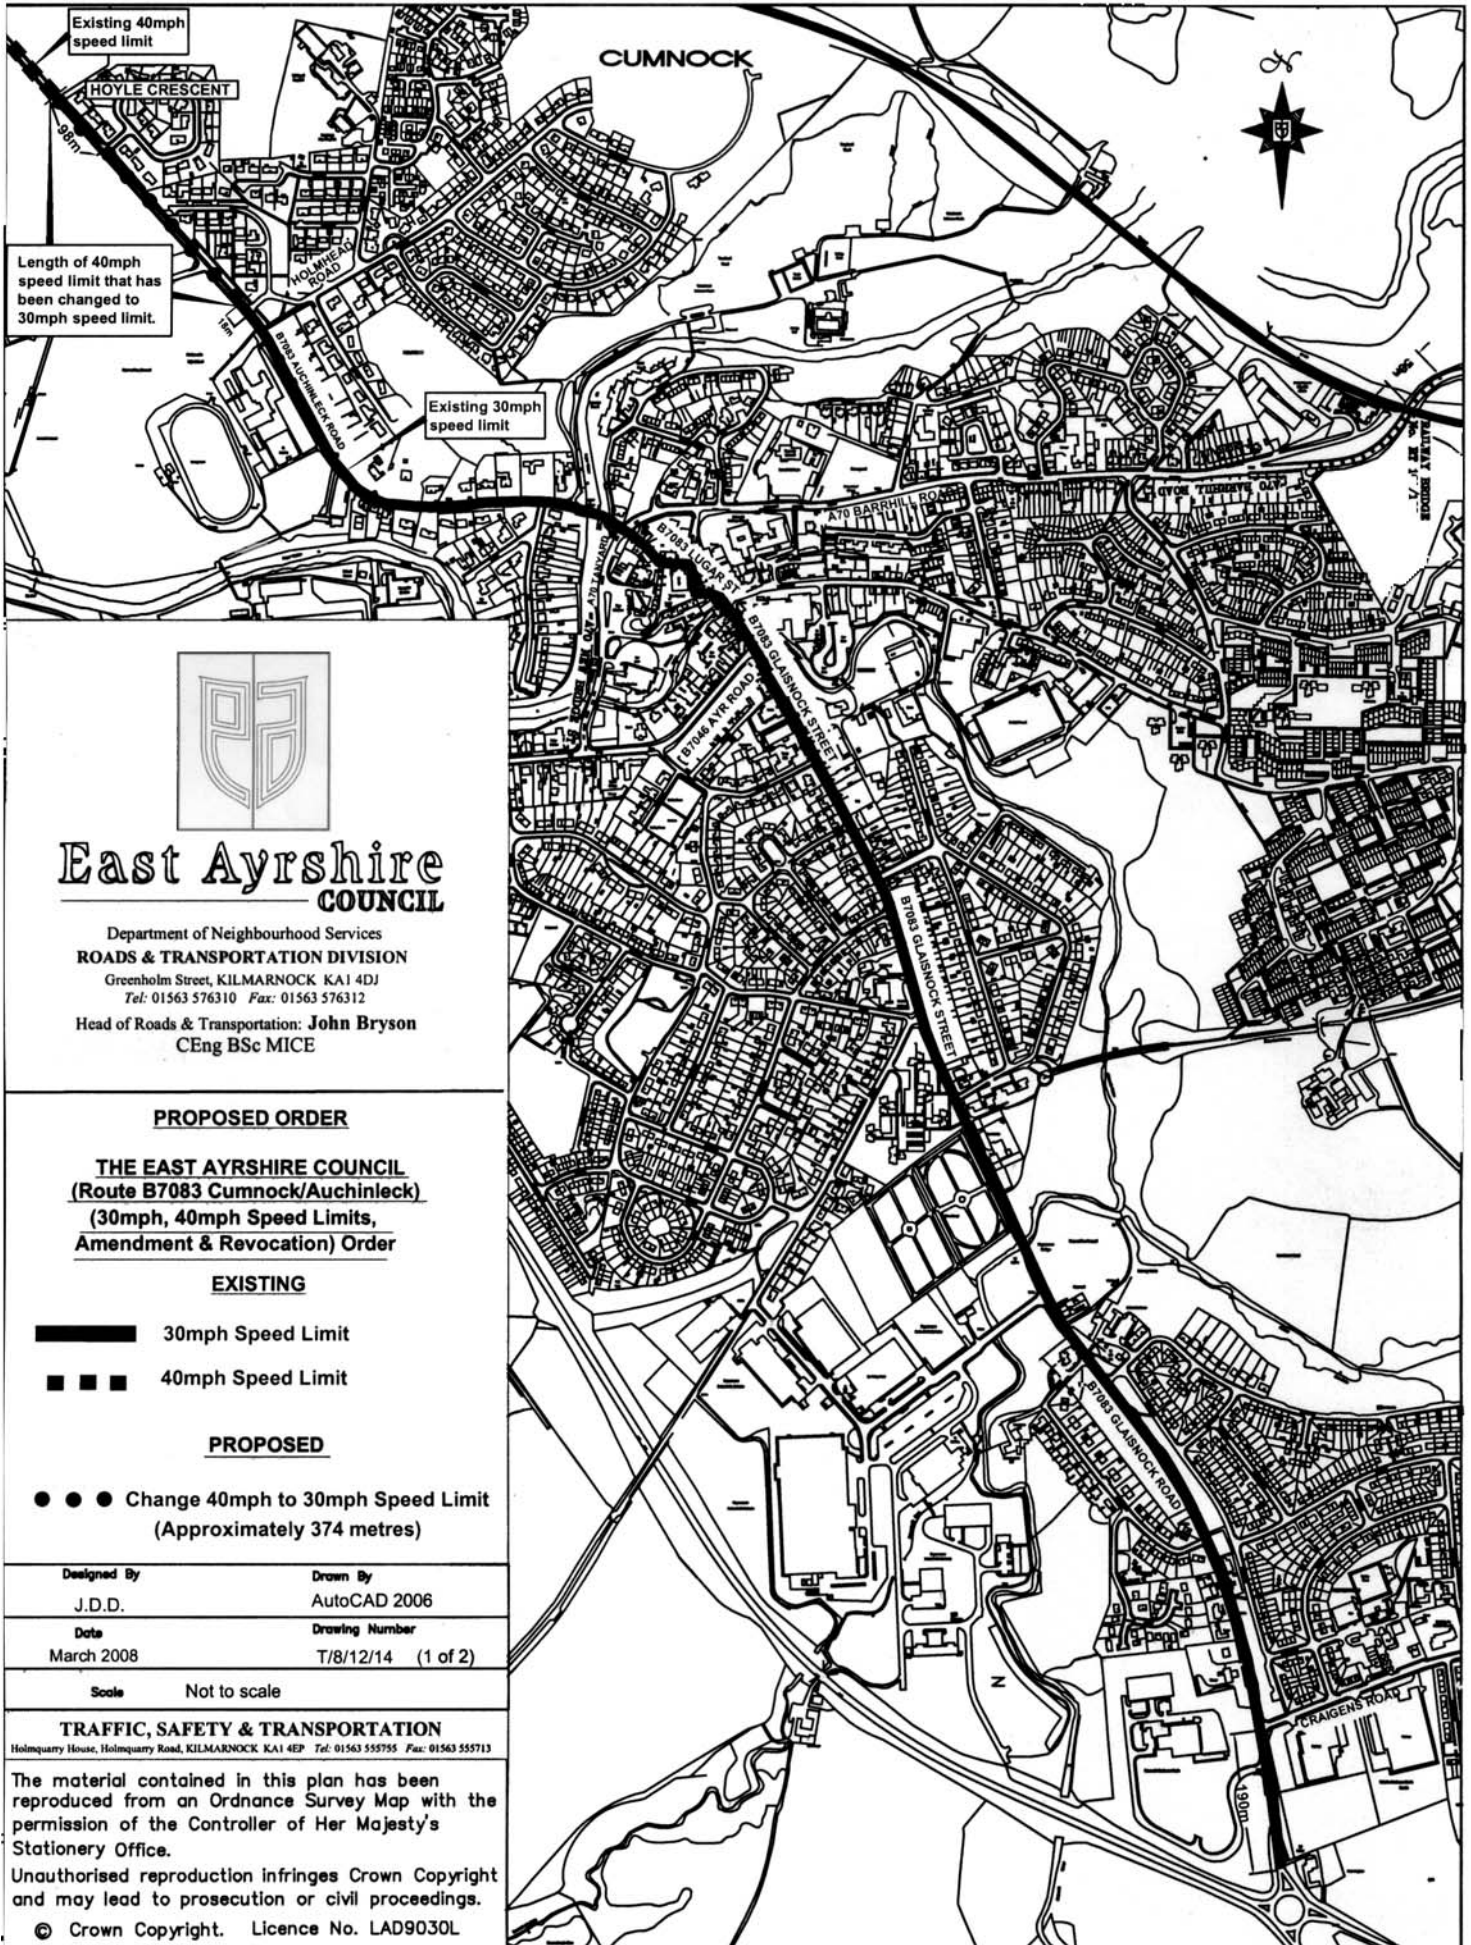 Existing 40mph
speed limit
CUMNOCK
HOYLE CRESCENT
98m
Length of 40mph
speed limit that has
been changed to
30mph speed limit.
HOLMHEAD
ROAD
18m
B7083 AUCHINLECK ROAD
Existing 30mph
speed limit
A70 BARRHILL ROAD
A70 BARRHILL
ROAD
RAILWAY BRIDGE
B7083 LUGAR ST
A70 TANYARD
B7083 GLAISNOCK STREET
B7046 AYR ROAD
East Ayrshire
COUNCIL
Department of Neighbourhood Services
ROADS & TRANSPORTATION DIVISION
Greenholm Street, KILMARNOCK KA1 4DJ
Tel: 01563 576310 Fax: 01563 576312
Head of Roads & Transportation: John Bryson
CEng BSc MICE
B7083 GLAISNOCK STREET
PROPOSED ORDER
THE EAST AYRSHIRE COUNCIL
(Route B7083 Cumnock/Auchinleck)
(30mph, 40mph Speed Limits,
Amendment & Revocation) Order
EXISTING
30mph Speed Limit
40mph Speed Limit
PROPOSED
Change 40mph to 30mph Speed Limit
(Approximately 374 metres)
B7083 GLAISNOCK ROAD
Designed By Drawn By
J.D.D. AutoCAD 2006
Date Drawing Number
March 2008 T/8/12/14 (1 of 2)
Scale Not to scale
N
CRAIGENS ROAD
190m
TRAFFIC, SAFETY & TRANSPORTATION
Holmquarry House, Holmquarry Road, KILMARNOCK KA1 4EP Tel: 01563 555755 Fax: 01563 555713
The material contained in this plan has been
reproduced from an Ordnance Survey Map with the
permission of the Controller of Her Majesty's
Stationery Office.
Unauthorised reproduction infringes Crown Copyright
and may lead to prosecution or civil proceedings.
© Crown Copyright. Licence No. LAD9030L